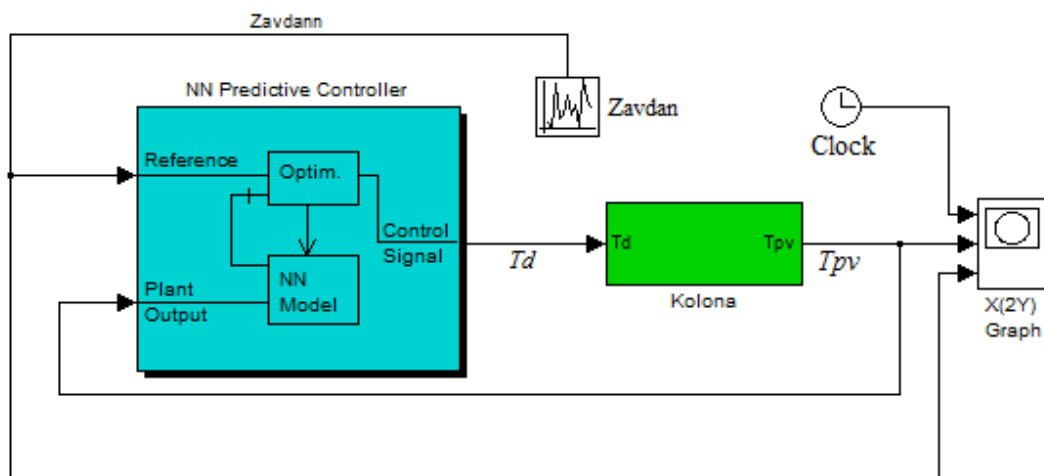 Zavdann
NN Predictive Controller
Zavdan
Clock
Reference
Optim.
Control
Signal
Td
Td
Tpv
Tpv
Plant
Output
NN
Model
Kolona
X(2Y)
Graph